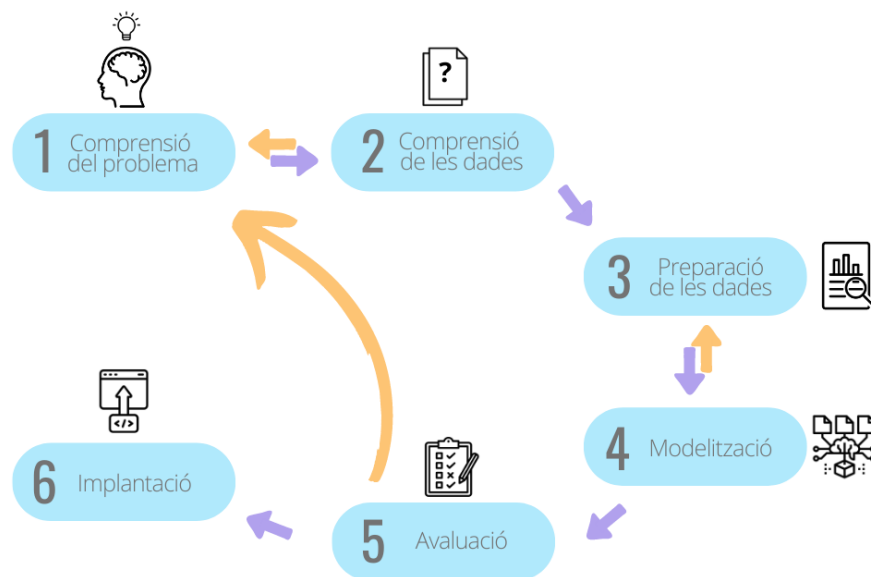 1 Comprensió
del problema
?
2 Comprensió
de les dades
3 Preparació
de les dades
4 Modelització
5 Avaluació
</>
6 Implantació